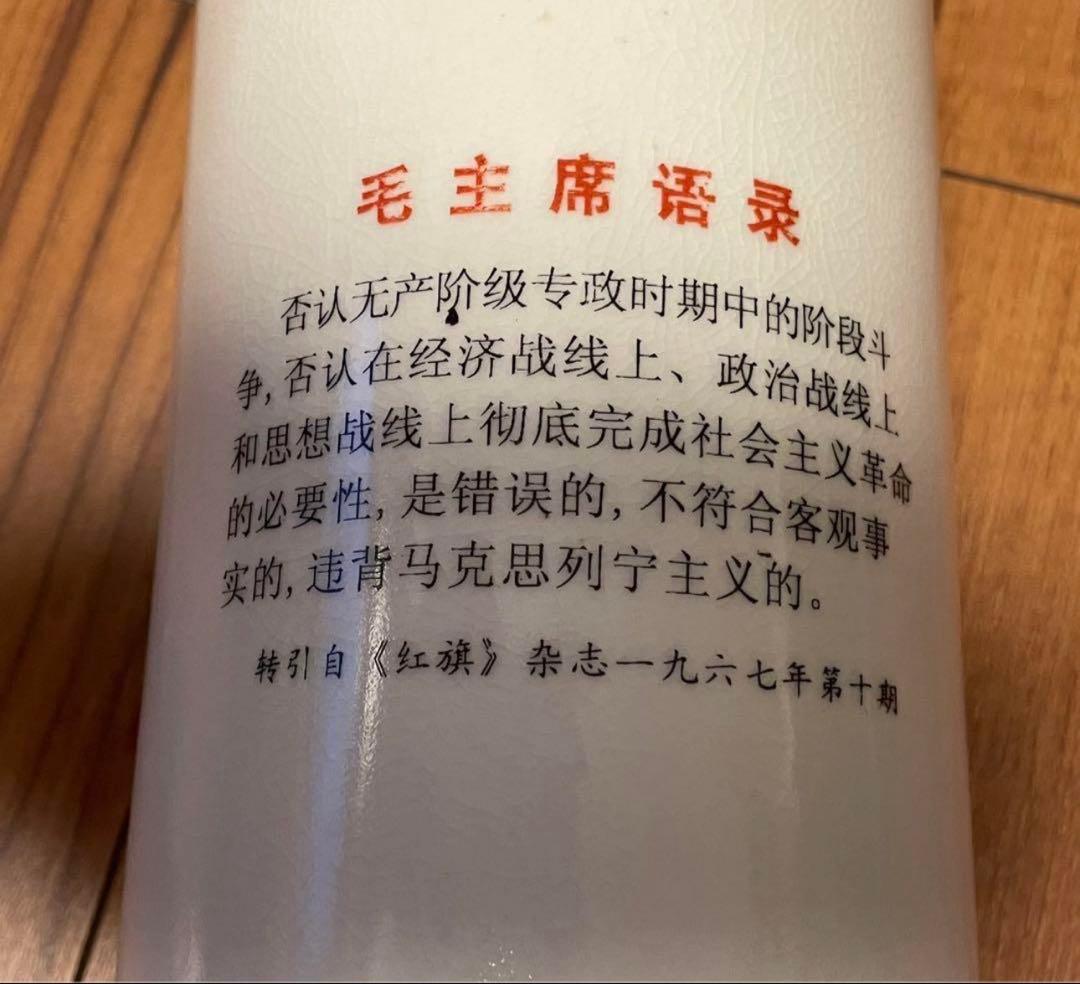 毛主席语录
否认无产阶级专政时期中的阶段斗
争,否认在经济战线上、政治战线上
和思想战线上彻底完成社会主义革命
的必要性,是错误的,不符合客观事
实的,违背马克思列宁主义的。
转引自《红旗》杂志一九六七年第十期